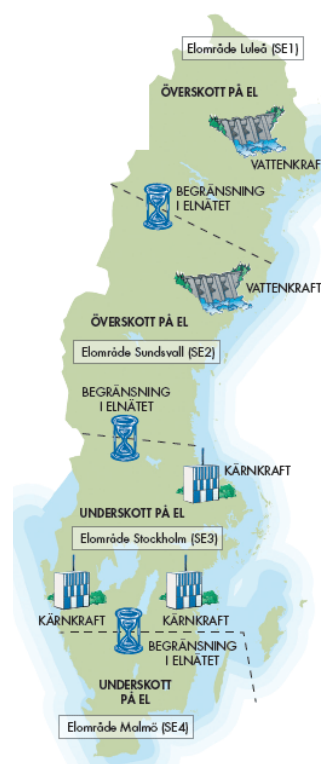 Elområde Luleå (SE1)
ÖVERSKOTT PÅ EL
VATTENKRAFT
BEGRÄNSNING
I ELNÄTET
VATTENKRAFT
ÖVERSKOTT PÅ EL
Elområde Sundsvall (SE2)
BEGRÄNSNING
I ELNÄTET
KÄRNKRAFT
UNDERSKOTT PÅ EL
Elområde Stockholm (SE3)
KÄRNKRAFT
KÄRNKRAFT
BEGRÄNSNING
I ELNÄTET
UNDERSKOTT
PÅ EL
Elområde Malmö (SE4)